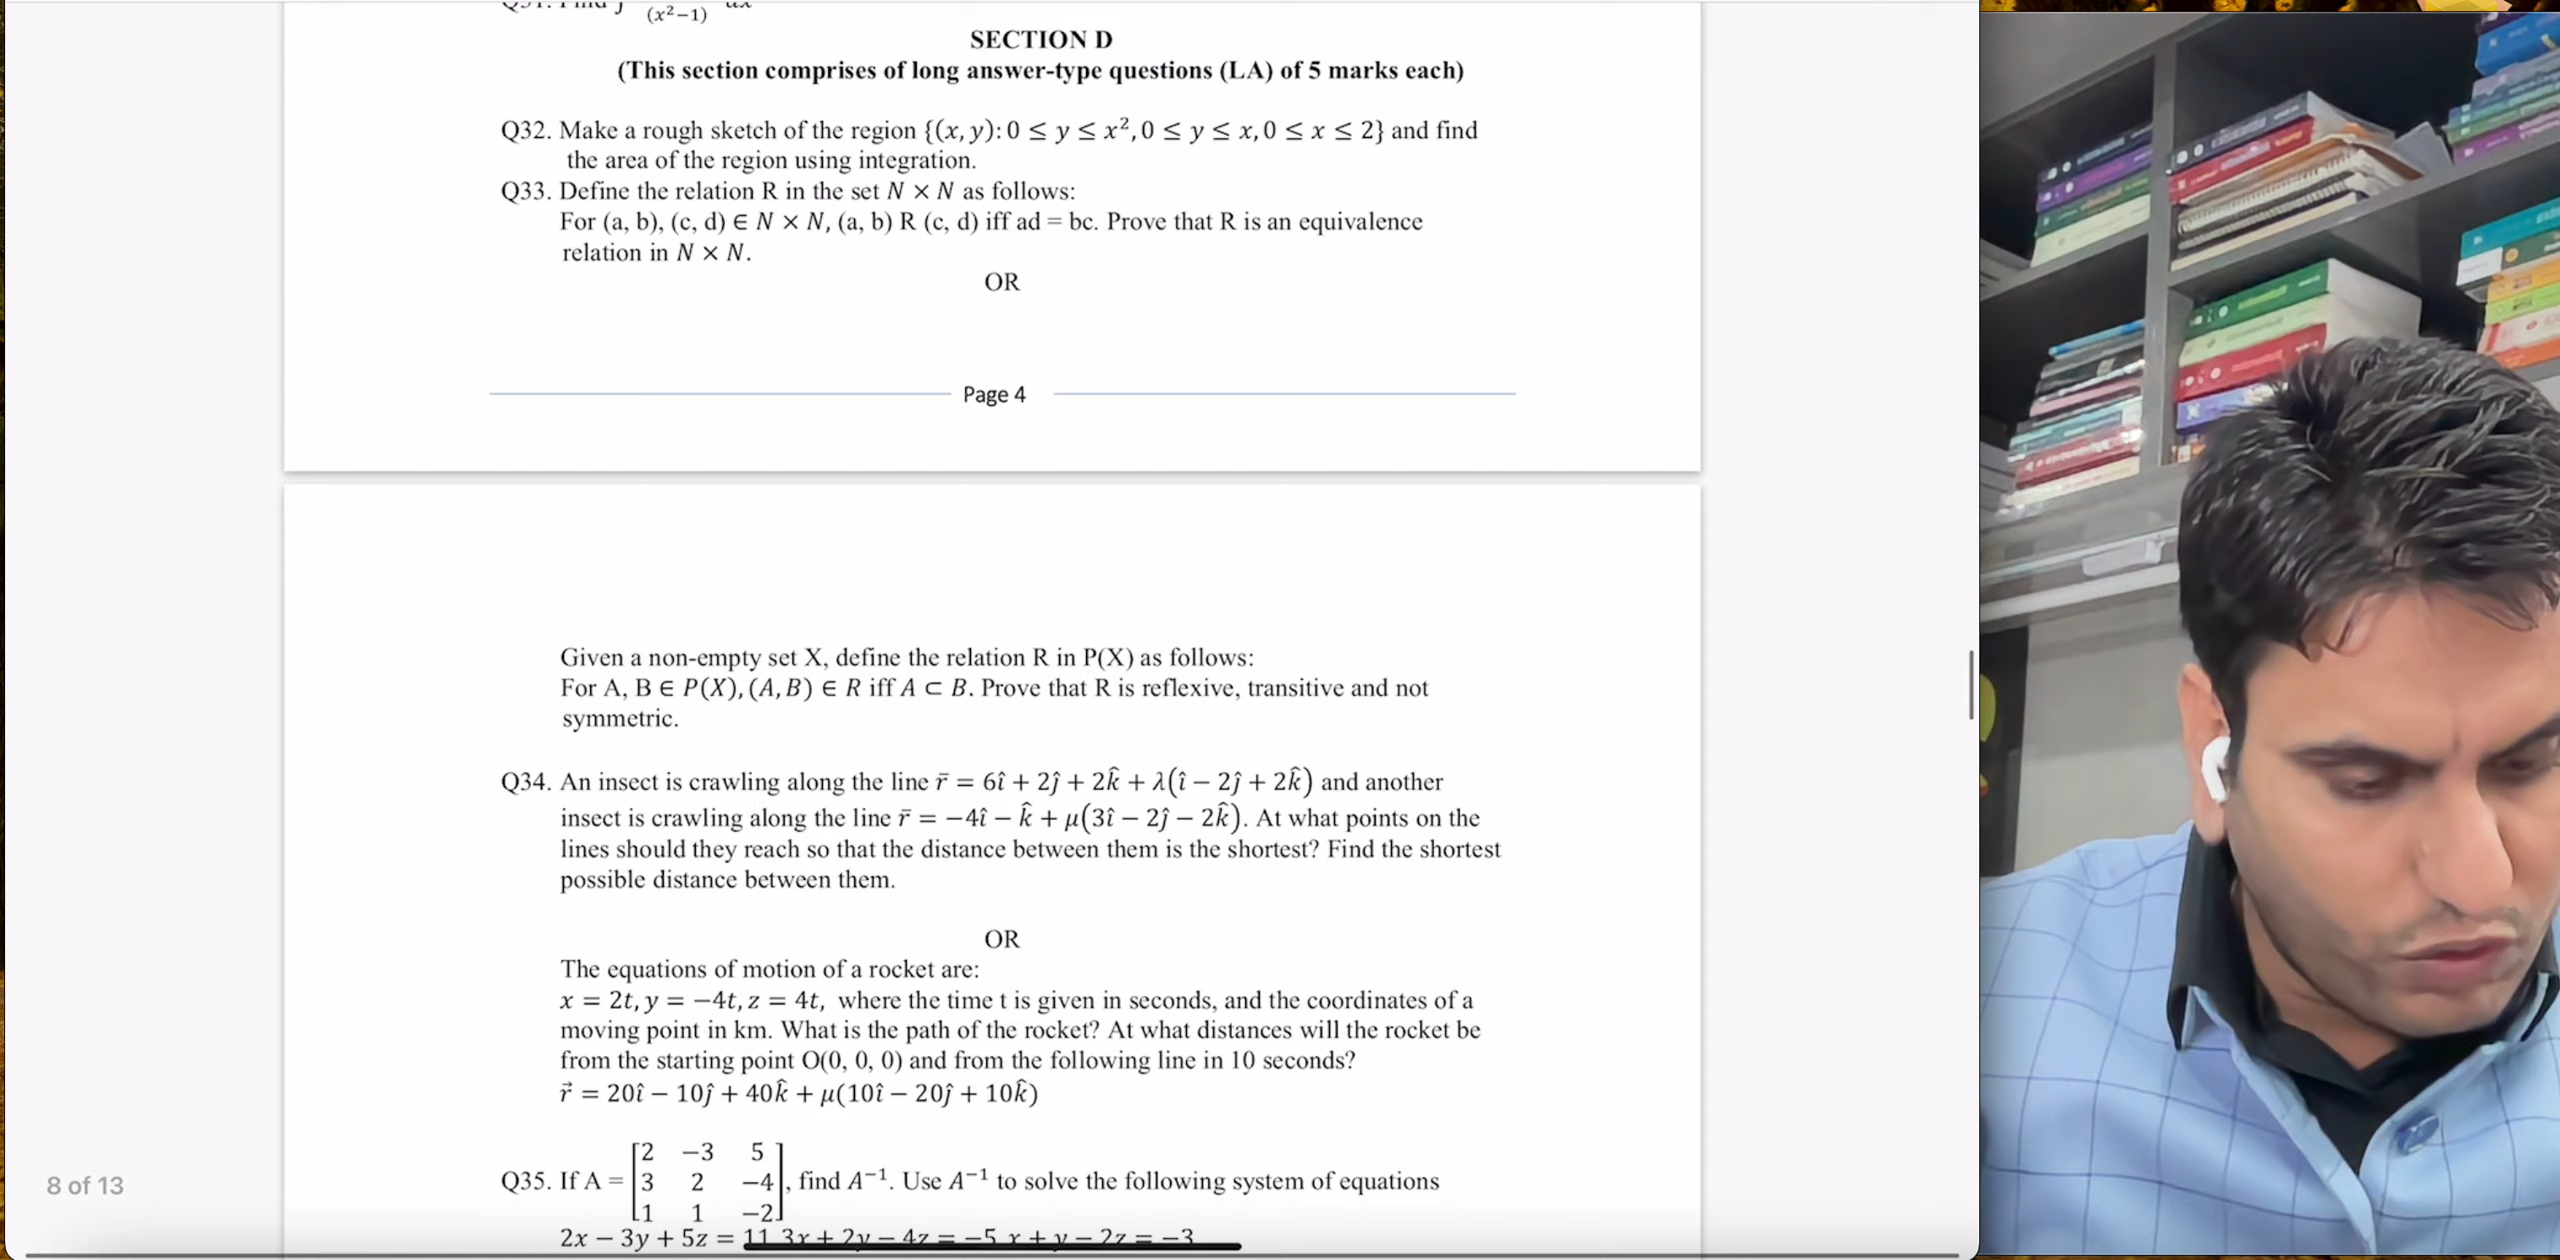 (x²−1)
SECTION D
(This section comprises of long answer-type questions (LA) of 5 marks each)
Q32. Make a rough sketch of the region {(x, y): 0 ≤ y ≤ x², 0 ≤ y ≤ x, 0 ≤ x ≤ 2} and find
the area of the region using integration.
Q33. Define the relation R in the set N × N as follows:
For (a, b), (c, d) ∈ N × N, (a, b) R (c, d) iff ad = bc. Prove that R is an equivalence
relation in N × N.
OR
Page 4
Given a non-empty set X, define the relation R in P(X) as follows:
For A, B ∈ P(X), (A, B) ∈ R iff A ⊂ B. Prove that R is reflexive, transitive and not
symmetric.
Q34. An insect is crawling along the line r̄ = 6î + 2ĵ + 2k̂ + λ(î − 2ĵ + 2k̂) and another
insect is crawling along the line r̄ = −4î − k̂ + μ(3î − 2ĵ − 2k̂). At what points on the
lines should they reach so that the distance between them is the shortest? Find the shortest
possible distance between them.
OR
The equations of motion of a rocket are:
x = 2t, y = −4t, z = 4t, where the time t is given in seconds, and the coordinates of a
moving point in km. What is the path of the rocket? At what distances will the rocket be
from the starting point O(0, 0, 0) and from the following line in 10 seconds?
r⃗ = 20î − 10ĵ + 40k̂ + μ(10î − 20ĵ + 10k̂)
Q35. If A = [2 −3 5
3 2 −4
1 1 −2], find A⁻¹. Use A⁻¹ to solve the following system of equations
2x − 3y + 5z = 11, 3x + 2y − 4z = −5, x + y − 2z = −3
8 of 13